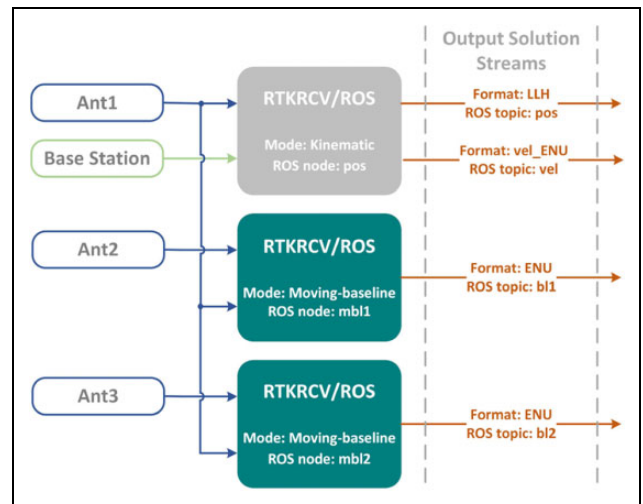 Output Solution
Streams
Ant1
Base Station
RTKRCV/ROS
Mode: Kinematic
ROS node: pos
Format: LLH
ROS topic: pos
Format: vel_ENU
ROS topic: vel
Ant2
RTKRCV/ROS
Mode: Moving-baseline
ROS node: mbl1
Format: ENU
ROS topic: bl1
Ant3
RTKRCV/ROS
Mode: Moving-baseline
ROS node: mbl2
Format: ENU
ROS topic: bl2